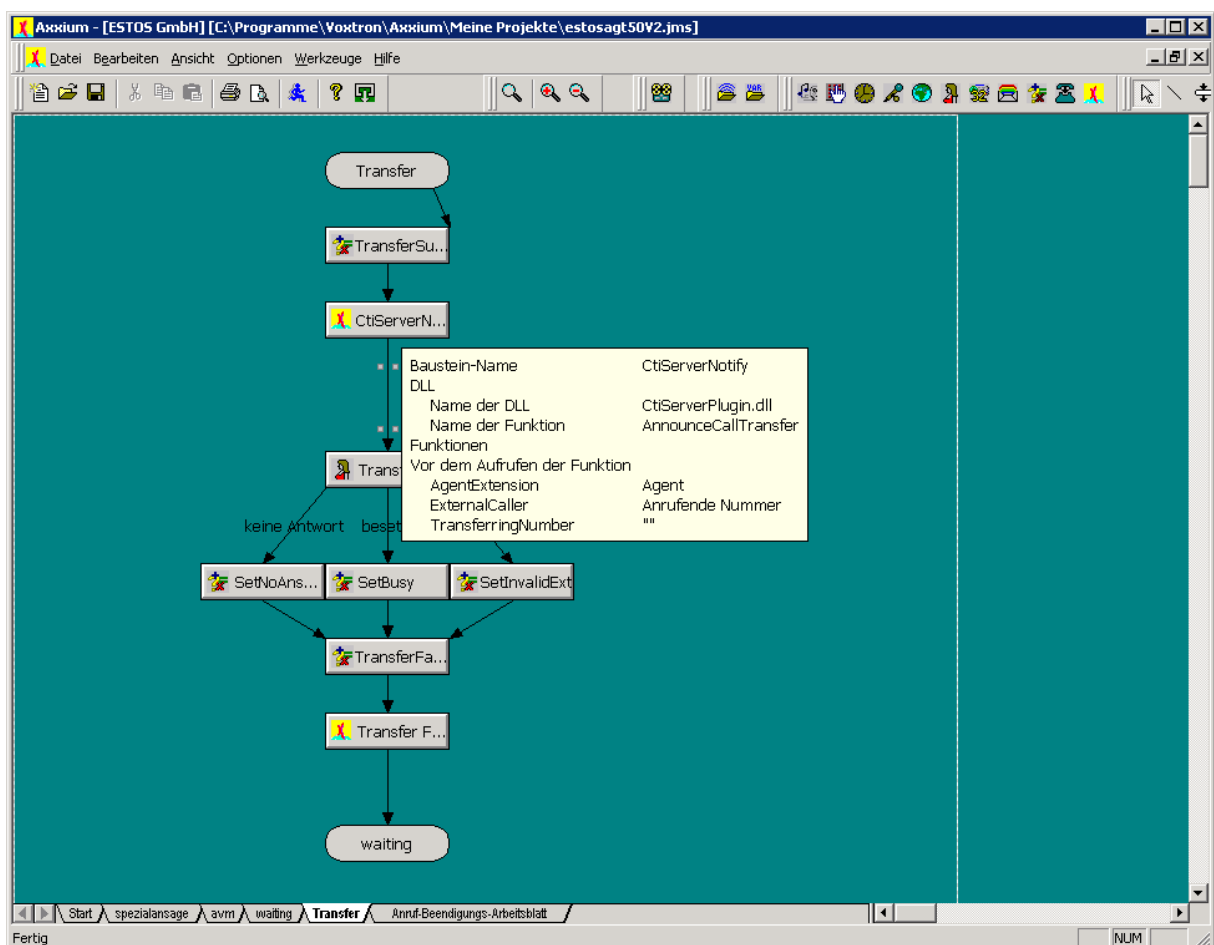 Axxium - [ESTOS GmbH] [C:\Programme\Voxtron\Axxium\Meine Projekte\estosagt50V2.jms]
Datei Bearbeiten Ansicht Optionen Werkzeuge Hilfe
Transfer
TransferSu...
CtiServerN...
Baustein-Name CtiServerNotify
DLL
Name der DLL CtiServerPlugin.dll
Name der Funktion AnnounceCallTransfer
Funktionen
Vor dem Aufrufen der Funktion
AgentExtension Agent
ExternalCaller Anrufende Nummer
TransferringNumber ""
Trans
keine Antwort beset
SetNoAns... SetBusy SetInvalidExt
TransferFa...
Transfer F...
waiting
Start spezialansage avm waiting Transfer Anruf-Beendigungs-Arbeitsblatt
Fertig NUM